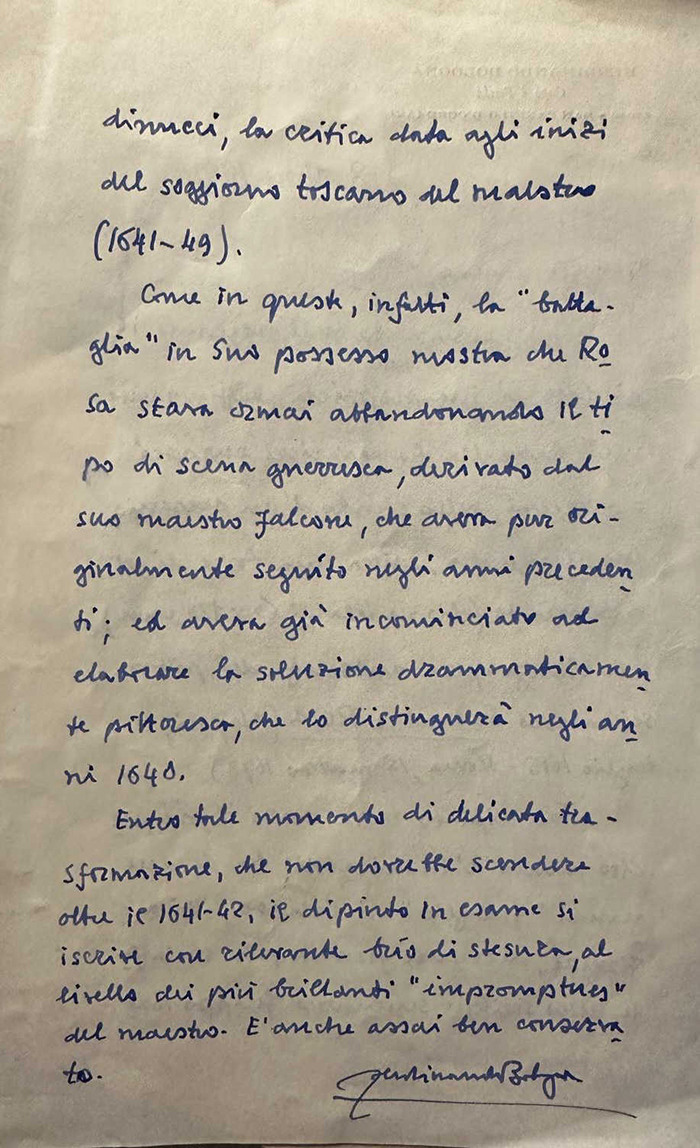 dinucci, la critica data agli inizi
del soggiorno toscano del maestro
(1641-49).
Come in queste, infatti, la "batta-
glia" in Suo possesso mostra che Ro
sa stava ormai abbandonando il ti
po di scena guerresca, derivato dal
suo maestro Falcone, che aveva pur ori-
ginalmente seguito negli anni preceden
ti; ed aveva già incominciato ad
elaborare la soluzione drammaticamen
te pittoresca, che lo distinguerà negli an
ni 1640.
Entro tale momento di delicata tra-
sformazione, che non dovrebbe scendere
oltre il 1641-42, il dipinto in esame si
iscrive con rilevante brio di stesura, al
livello dei più brillanti "impromptues"
del maestro. E' anche assai ben conserva
to.
Ferdinando Bologna